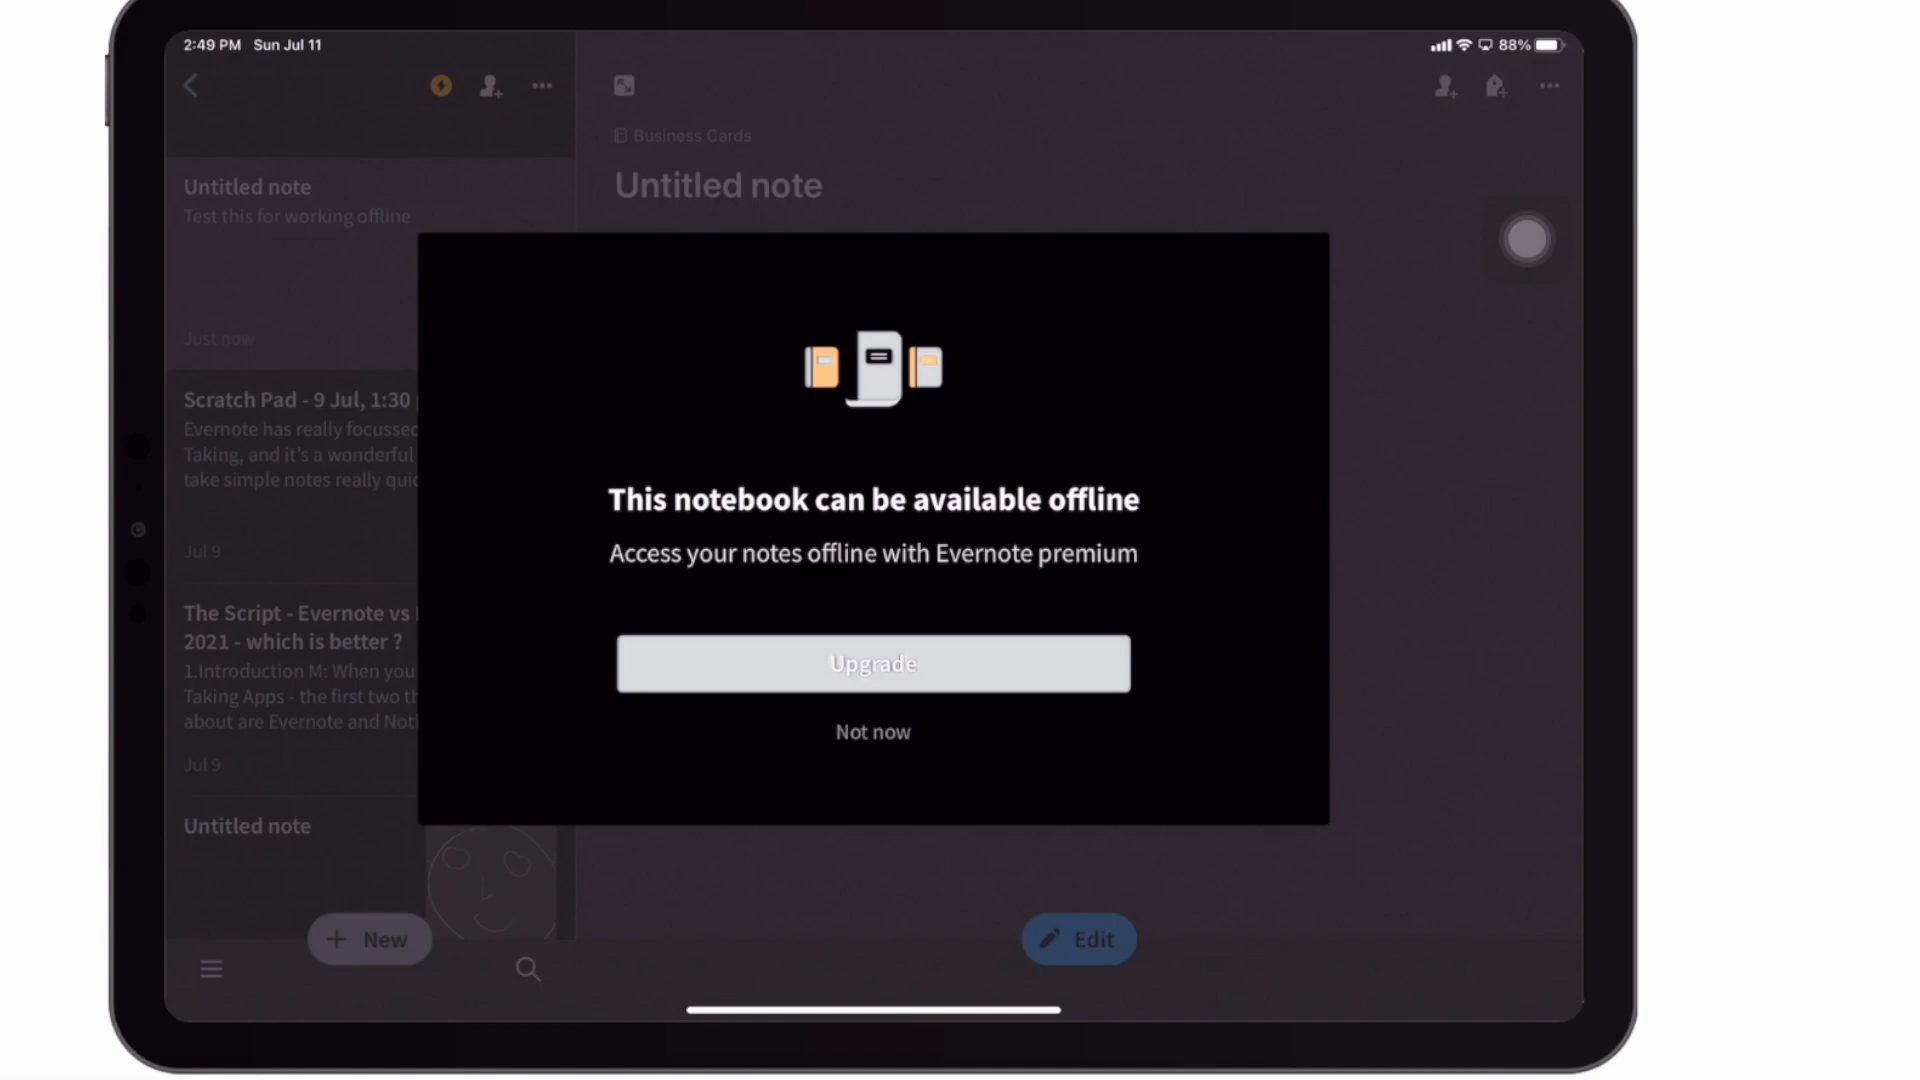 2:49 PM Sun Jul 11
88%
Business Cards
Untitled note
Untitled note
Test this for working offline
Just now
Scratch Pad - 9 Jul, 1:30
Evernote has really focussed
Taking, and it's a wonderful
take simple notes really
Jul 9
The Script - Evernote vs
2021 - which is better ?
1.Introduction M: When you
Taking Apps - the first two
about are Evernote and
Jul 9
Untitled note
This notebook can be available offline
Access your notes offline with Evernote premium
Upgrade
Not now
+ New
Edit